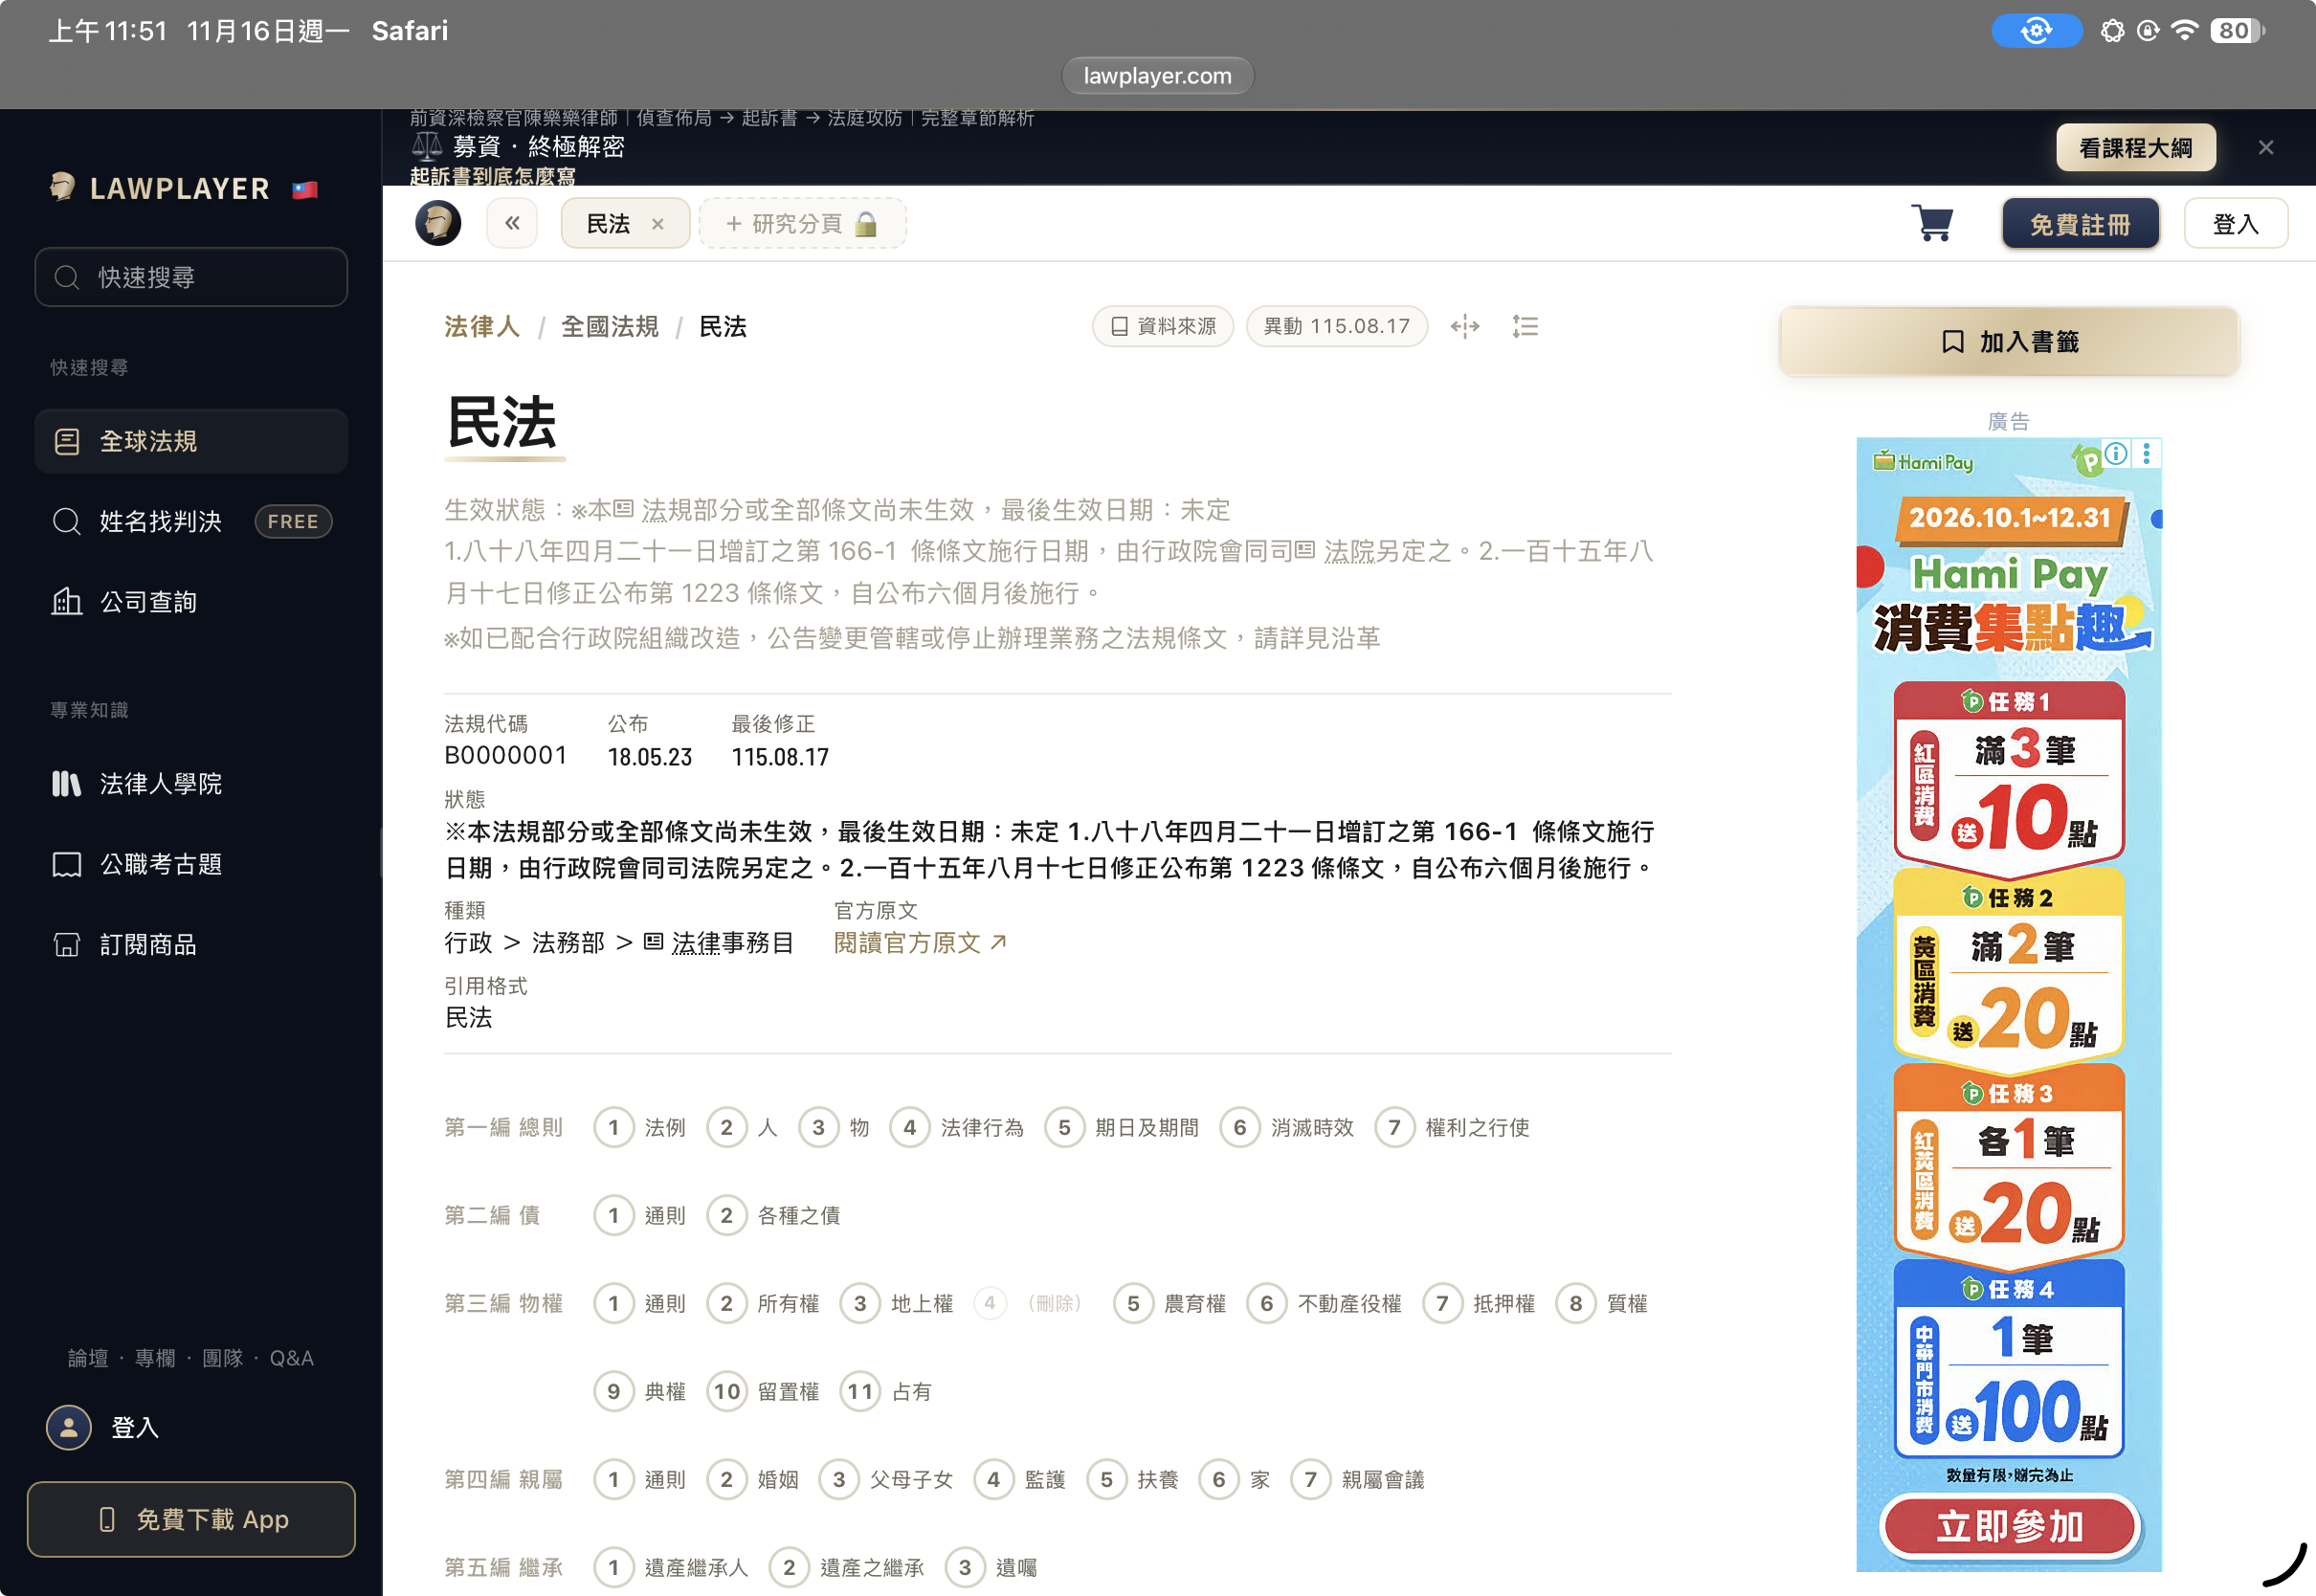 上午11:51 11月16日週一 Safari
80
lawplayer.com
LAWPLAYER
快速搜尋
快速搜尋
全球法規
姓名找判決 FREE
公司查詢
專業知識
法律人學院
公職考古題
訂閱商品
論壇 · 專欄 · 團隊 · Q&A
登入
免費下載 App
前資深檢察官陳樂樂律師｜偵查佈局 → 起訴書 → 法庭攻防｜完整章節解析
募資 · 終極解密
起訴書到底怎麼寫
看課程大綱 ×
« 民法 × + 研究分頁
免費註冊 登入
法律人 / 全國法規 / 民法
資料來源 異動 115.08.17
民法
生效狀態：※本法規部分或全部條文尚未生效，最後生效日期：未定
1.八十八年四月二十一日增訂之第 166-1 條條文施行日期，由行政院會同司法院另定之。2.一百十五年八
月十七日修正公布第 1223 條條文，自公布六個月後施行。
※如已配合行政院組織改造，公告變更管轄或停止辦理業務之法規條文，請詳見沿革
法規代碼 公布 最後修正
B0000001 18.05.23 115.08.17
狀態
※本法規部分或全部條文尚未生效，最後生效日期：未定 1.八十八年四月二十一日增訂之第 166-1 條條文施行
日期，由行政院會同司法院另定之。2.一百十五年八月十七日修正公布第 1223 條條文，自公布六個月後施行。
種類 官方原文
行政 > 法務部 > 法律事務目 閱讀官方原文 ↗
引用格式
民法
第一編 總則 1 法例 2 人 3 物 4 法律行為 5 期日及期間 6 消滅時效 7 權利之行使
第二編 債 1 通則 2 各種之債
第三編 物權 1 通則 2 所有權 3 地上權 4 （刪除） 5 農育權 6 不動產役權 7 抵押權 8 質權
9 典權 10 留置權 11 占有
第四編 親屬 1 通則 2 婚姻 3 父母子女 4 監護 5 扶養 6 家 7 親屬會議
第五編 繼承 1 遺產繼承人 2 遺產之繼承 3 遺囑
加入書籤
廣告
Hami Pay
P
2026.10.1~12.31
Hami Pay
消費集點趣
任務1
紅區消費
滿3筆
送10點
任務2
黃區消費
滿2筆
送20點
任務3
紅黃區消費
各1筆
送20點
任務4
中華門市消費
1筆
送100點
數量有限，贈完為止
立即參加